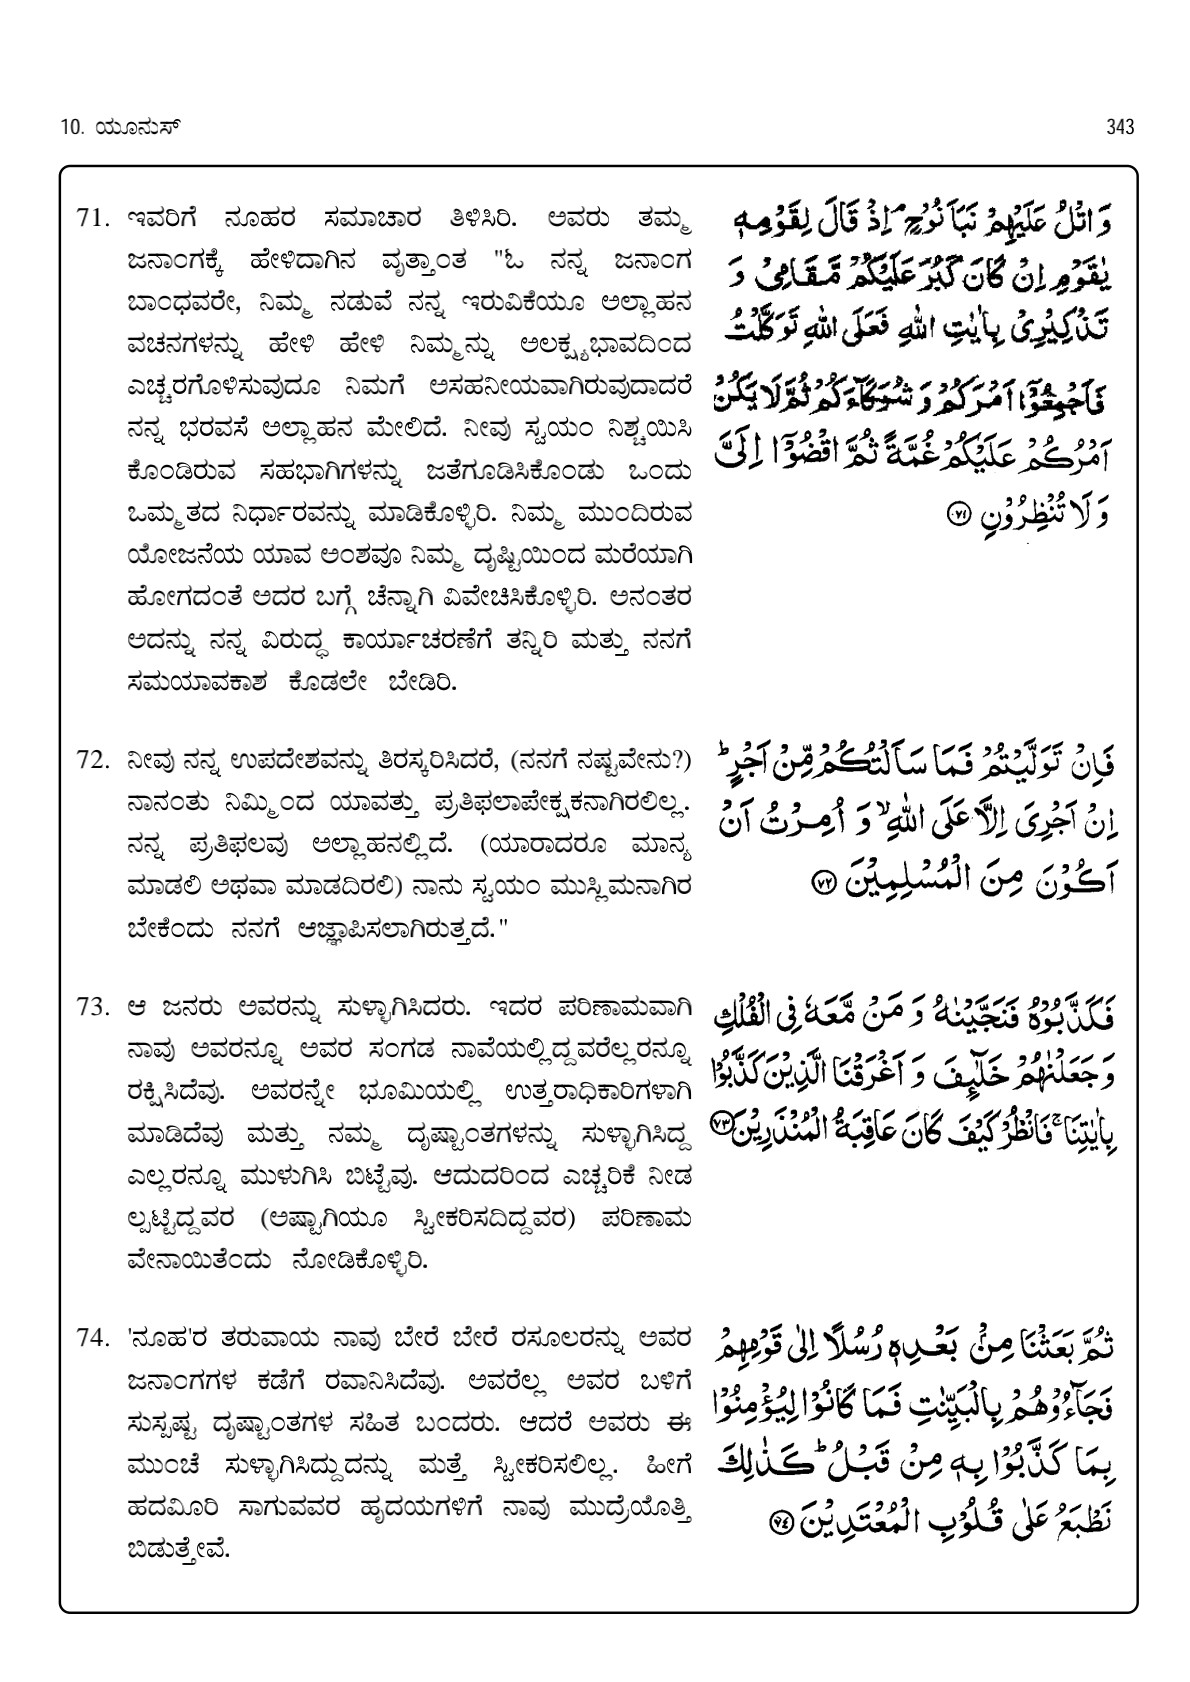 10. ಯೂನುಸ್
343
71. ಇವರಿಗೆ ನೂಹರ ಸಮಾಚಾರ ತಿಳಿಸಿರಿ. ಅವರು ತಮ್ಮ
ಜನಾಂಗಕ್ಕೆ ಹೇಳಿದಾಗಿನ ವೃತ್ತಾಂತ "ಓ ನನ್ನ ಜನಾಂಗ
ಬಾಂಧವರೇ, ನಿಮ್ಮ ನಡುವೆ ನನ್ನ ಇರುವಿಕೆಯೂ ಅಲ್ಲಾಹನ
ವಚನಗಳನ್ನು ಹೇಳಿ ಹೇಳಿ ನಿಮ್ಮನ್ನು ಅಲಕ್ಷ್ಯಭಾವದಿಂದ
ಎಚ್ಚರಗೊಳಿಸುವುದೂ ನಿಮಗೆ ಅಸಹನೀಯವಾಗಿರುವುದಾದರೆ
ನನ್ನ ಭರವಸೆ ಅಲ್ಲಾಹನ ಮೇಲಿದೆ. ನೀವು ಸ್ವಯಂ ನಿಶ್ಚಯಿಸಿ
ಕೊಂಡಿರುವ ಸಹಭಾಗಿಗಳನ್ನು ಜತೆಗೂಡಿಸಿಕೊಂಡು ಒಂದು
ಒಮ್ಮತದ ನಿರ್ಧಾರವನ್ನು ಮಾಡಿಕೊಳ್ಳಿರಿ. ನಿಮ್ಮ ಮುಂದಿರುವ
ಯೋಜನೆಯ ಯಾವ ಅಂಶವೂ ನಿಮ್ಮ ದೃಷ್ಟಿಯಿಂದ ಮರೆಯಾಗಿ
ಹೋಗದಂತೆ ಅದರ ಬಗ್ಗೆ ಚೆನ್ನಾಗಿ ವಿವೇಚಿಸಿಕೊಳ್ಳಿರಿ. ಅನಂತರ
ಅದನ್ನು ನನ್ನ ವಿರುದ್ಧ ಕಾರ್ಯಾಚರಣೆಗೆ ತನ್ನಿರಿ ಮತ್ತು ನನಗೆ
ಸಮಯಾವಕಾಶ ಕೊಡಲೇ ಬೇಡಿರಿ.
وَ اتْلُ عَلَيْهِمْ نَبَاَ نُوْحٍ ۘ اِذْ قَالَ لِقَوْمِهٖ
يٰقَوْمِ اِنْ كَانَ كَبُرَ عَلَيْكُمْ مَّقَامِيْ وَ
تَذْكِيْرِيْ بِاٰيٰتِ اللّٰهِ فَعَلَى اللّٰهِ تَوَكَّلْتُ
فَاَجْمِعُوْۤا اَمْرَكُمْ وَ شُرَكَآءَكُمْ ثُمَّ لَا يَكُنْ
اَمْرُكُمْ عَلَيْكُمْ غُمَّةً ثُمَّ اقْضُوْۤا اِلَيَّ
وَ لَا تُنْظِرُوْنِ ۝۷۱
72. ನೀವು ನನ್ನ ಉಪದೇಶವನ್ನು ತಿರಸ್ಕರಿಸಿದರೆ, (ನನಗೆ ನಷ್ಟವೇನು?)
ನಾನಂತು ನಿಮ್ಮಿಂದ ಯಾವತ್ತು ಪ್ರತಿಫಲಾಪೇಕ್ಷಕನಾಗಿರಲಿಲ್ಲ.
ನನ್ನ ಪ್ರತಿಫಲವು ಅಲ್ಲಾಹನಲ್ಲಿದೆ. (ಯಾರಾದರೂ ಮಾನ್ಯ
ಮಾಡಲಿ ಅಥವಾ ಮಾಡದಿರಲಿ) ನಾನು ಸ್ವಯಂ ಮುಸ್ಲಿಮನಾಗಿರ
ಬೇಕೆಂದು ನನಗೆ ಆಜ್ಞಾಪಿಸಲಾಗಿರುತ್ತದೆ."
فَاِنْ تَوَلَّيْتُمْ فَمَا سَاَلْتُكُمْ مِّنْ اَجْرٍ ؕ
اِنْ اَجْرِيَ اِلَّا عَلَى اللّٰهِ ۙ وَ اُمِرْتُ اَنْ
اَكُوْنَ مِنَ الْمُسْلِمِيْنَ ۝۷۲
73. ಆ ಜನರು ಅವರನ್ನು ಸುಳ್ಳಾಗಿಸಿದರು. ಇದರ ಪರಿಣಾಮವಾಗಿ
ನಾವು ಅವರನ್ನೂ ಅವರ ಸಂಗಡ ನಾವೆಯಲ್ಲಿದ್ದವರೆಲ್ಲರನ್ನೂ
ರಕ್ಷಿಸಿದೆವು. ಅವರನ್ನೇ ಭೂಮಿಯಲ್ಲಿ ಉತ್ತರಾಧಿಕಾರಿಗಳಾಗಿ
ಮಾಡಿದೆವು ಮತ್ತು ನಮ್ಮ ದೃಷ್ಟಾಂತಗಳನ್ನು ಸುಳ್ಳಾಗಿಸಿದ್ದ
ಎಲ್ಲರನ್ನೂ ಮುಳುಗಿಸಿ ಬಿಟ್ಟೆವು. ಆದುದರಿಂದ ಎಚ್ಚರಿಕೆ ನೀಡ
ಲ್ಪಟ್ಟಿದ್ದವರ (ಅಷ್ಟಾಗಿಯೂ ಸ್ವೀಕರಿಸದಿದ್ದವರ) ಪರಿಣಾಮ
ವೇನಾಯಿತೆಂದು ನೋಡಿಕೊಳ್ಳಿರಿ.
فَكَذَّبُوْهُ فَنَجَّيْنٰهُ وَ مَنْ مَّعَهٗ فِي الْفُلْكِ
وَ جَعَلْنٰهُمْ خَلٰٓئِفَ وَ اَغْرَقْنَا الَّذِيْنَ كَذَّبُوْا
بِاٰيٰتِنَا ۚ فَانْظُرْ كَيْفَ كَانَ عَاقِبَةُ الْمُنْذَرِيْنَ ۝۷۳
74. 'ನೂಹ'ರ ತರುವಾಯ ನಾವು ಬೇರೆ ಬೇರೆ ರಸೂಲರನ್ನು ಅವರ
ಜನಾಂಗಗಳ ಕಡೆಗೆ ರವಾನಿಸಿದೆವು. ಅವರೆಲ್ಲ ಅವರ ಬಳಿಗೆ
ಸುಸ್ಪಷ್ಟ ದೃಷ್ಟಾಂತಗಳ ಸಹಿತ ಬಂದರು. ಆದರೆ ಅವರು ಈ
ಮುಂಚೆ ಸುಳ್ಳಾಗಿಸಿದ್ದುದನ್ನು ಮತ್ತೆ ಸ್ವೀಕರಿಸಲಿಲ್ಲ. ಹೀಗೆ
ಹದಮೀರಿ ಸಾಗುವವರ ಹೃದಯಗಳಿಗೆ ನಾವು ಮುದ್ರೆಯೊತ್ತಿ
ಬಿಡುತ್ತೇವೆ.
ثُمَّ بَعَثْنَا مِنْۢ بَعْدِهٖ رُسُلًا اِلٰى قَوْمِهِمْ
فَجَآءُوْهُمْ بِالْبَيِّنٰتِ فَمَا كَانُوْا لِيُؤْمِنُوْا
بِمَا كَذَّبُوْا بِهٖ مِنْ قَبْلُ ؕ كَذٰلِكَ
نَطْبَعُ عَلٰى قُلُوْبِ الْمُعْتَدِيْنَ ۝۷۴